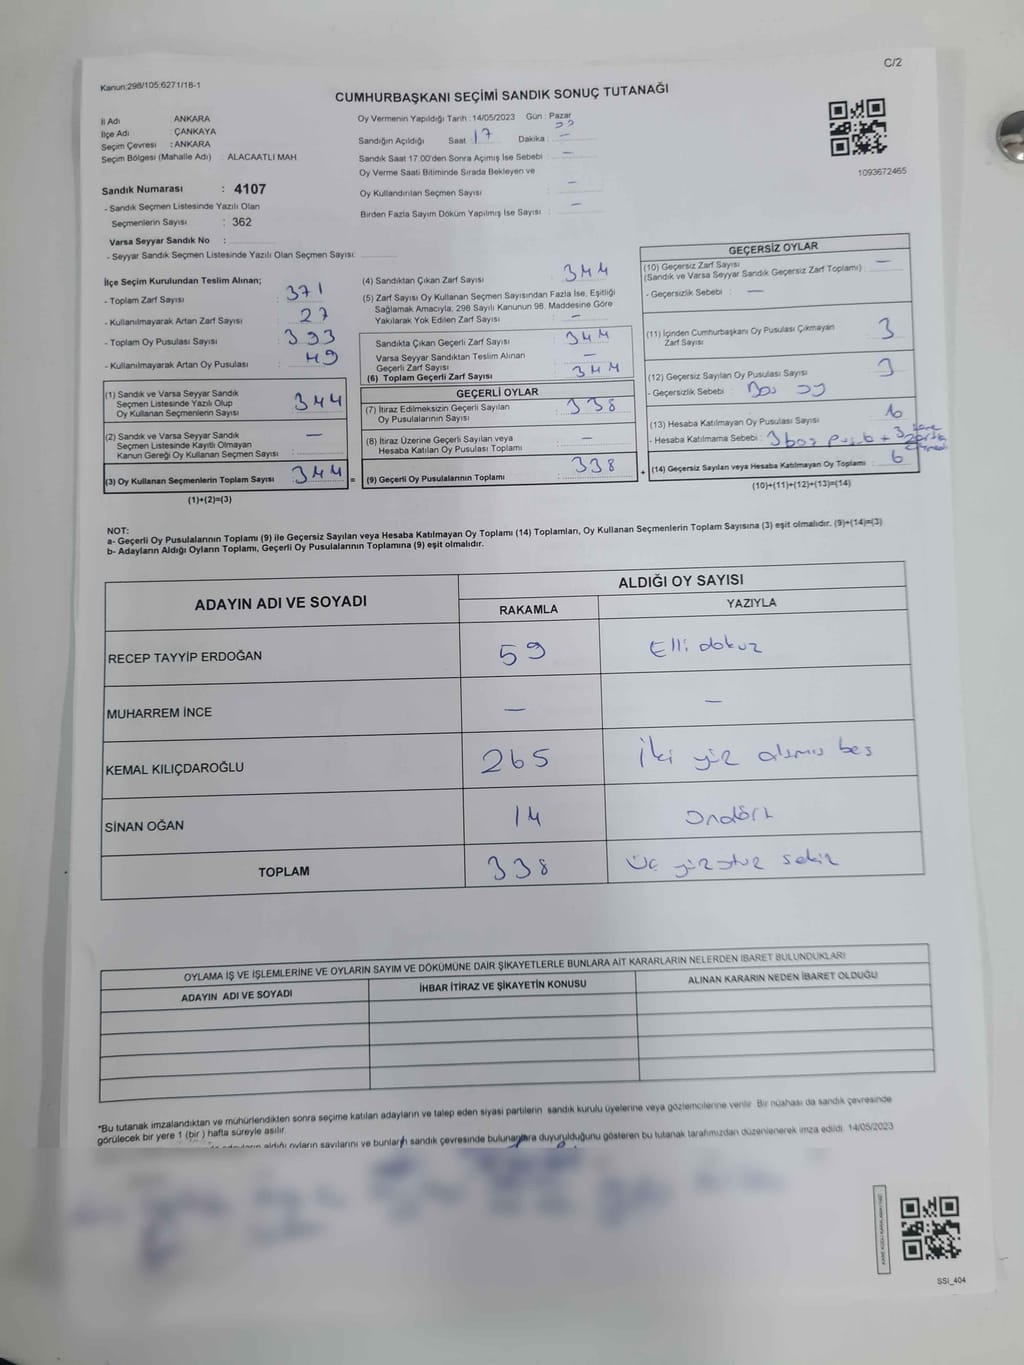 C/2
Kanun:298/105;6271/18-1
CUMHURBAŞKANI SEÇİMİ SANDIK SONUÇ TUTANAĞI
İl Adı : ANKARA
İlçe Adı : ÇANKAYA
Seçim Çevresi : ANKARA
Seçim Bölgesi (Mahalle Adı) : ALACAATLI MAH.
Oy Vermenin Yapıldığı Tarih : 14/05/2023 Gün : Pazar
Sandığın Açıldığı Saat : 17 Dakika :
Sandık Saat 17.00'den Sonra Açımış İse Sebebi : —
Oy Verme Saati Bitiminde Sırada Bekleyen ve
Oy Kullandırılan Seçmen Sayısı : —
Birden Fazla Sayım Döküm Yapılmış İse Sayısı : —
1093672465
Sandık Numarası : 4107
- Sandık Seçmen Listesinde Yazılı Olan
Seçmenlerin Sayısı : 362
Varsa Seyyar Sandık No :
- Seyyar Sandık Seçmen Listesinde Yazılı Olan Seçmen Sayısı:
İlçe Seçim Kurulundan Teslim Alınan;
- Toplam Zarf Sayısı : 371
- Kullanılmayarak Artan Zarf Sayısı : 27
- Toplam Oy Pusulası Sayısı : 393
- Kullanılmayarak Artan Oy Pusulası : 49
(1) Sandık ve Varsa Seyyar Sandık
Seçmen Listesinde Yazılı Olup
Oy Kullanan Seçmenlerin Sayısı : 344
(2) Sandık ve Varsa Seyyar Sandık
Seçmen Listesinde Kayıtlı Olmayan
Kanun Gereği Oy Kullanan Seçmen Sayısı : —
(3) Oy Kullanan Seçmenlerin Toplam Sayısı : 344 =
(1)+(2)=(3)
(4) Sandıktan Çıkan Zarf Sayısı : 344
(5) Zarf Sayısı Oy Kullanan Seçmen Sayısından Fazla İse, Eşitliği
Sağlamak Amacıyla; 298 Sayılı Kanunun 98. Maddesine Göre
Yakılarak Yok Edilen Zarf Sayısı : —
Sandıkta Çıkan Geçerli Zarf Sayısı : 344
Varsa Seyyar Sandıktan Teslim Alınan
Geçerli Zarf Sayısı : —
(6) Toplam Geçerli Zarf Sayısı : 344
GEÇERLİ OYLAR
(7) İtiraz Edilmeksizin Geçerli Sayılan
Oy Pusulalarının Sayısı : 338
(8) İtiraz Üzerine Geçerli Sayılan veya
Hesaba Katılan Oy Pusulası Toplamı : —
(9) Geçerli Oy Pusulalarının Toplamı : 338 +
GEÇERSİZ OYLAR
(10) Geçersiz Zarf Sayısı
(Sandık ve Varsa Seyyar Sandık Geçersiz Zarf Toplamı) : —
- Geçersizlik Sebebi : —
(11) İçinden Cumhurbaşkanı Oy Pusulası Çıkmayan
Zarf Sayısı : 3
(12) Geçersiz Sayılan Oy Pusulası Sayısı : 3
- Geçersizlik Sebebi : Boş oy
(13) Hesaba Katılmayan Oy Pusulası Sayısı
- Hesaba Katılmama Sebebi : 3 boş pusula + 3
(14) Geçersiz Sayılan veya Hesaba Katılmayan Oy Toplamı : 6
(10)+(11)+(12)+(13)=(14)
NOT:
a- Geçerli Oy Pusulalarının Toplamı (9) ile Geçersiz Sayılan veya Hesaba Katılmayan Oy Toplamı (14) Toplamları, Oy Kullanan Seçmenlerin Toplam Sayısına (3) eşit olmalıdır. (9)+(14)=(3)
b- Adayların Aldığı Oyların Toplamı, Geçerli Oy Pusulalarının Toplamına (9) eşit olmalıdır.
ADAYIN ADI VE SOYADI ALDIĞI OY SAYISI
RAKAMLA YAZIYLA
RECEP TAYYİP ERDOĞAN 59 Elli dokuz
MUHARREM İNCE — —
KEMAL KILIÇDAROĞLU 265 İki yüz altmış beş
SİNAN OĞAN 14 Ondört
TOPLAM 338 Üç yüz otuz sekiz
OYLAMA İŞ VE İŞLEMLERİNE VE OYLARIN SAYIM VE DÖKÜMÜNE DAİR ŞİKAYETLERLE BUNLARA AİT KARARLARIN NELERDEN İBARET BULUNDUKLARI
ADAYIN ADI VE SOYADI İHBAR İTİRAZ VE ŞİKAYETİN KONUSU ALINAN KARARIN NEDEN İBARET OLDUĞU
*Bu tutanak imzalandıktan ve mühürlendikten sonra seçime katılan adayların ve talep eden siyasi partilerin sandık kurulu üyelerine veya gözlemcilerine verilir. Bir nüshası da sandık çevresinde
görülecek bir yere 1 (bir ) hafta süreyle asılır.
aldığı oyların sayılarını ve bunların sandık çevresinde bulunanlara duyurulduğunu gösteren bu tutanak tarafımızdan düzenlenerek imza edildi. 14/05/2023
SSI_404